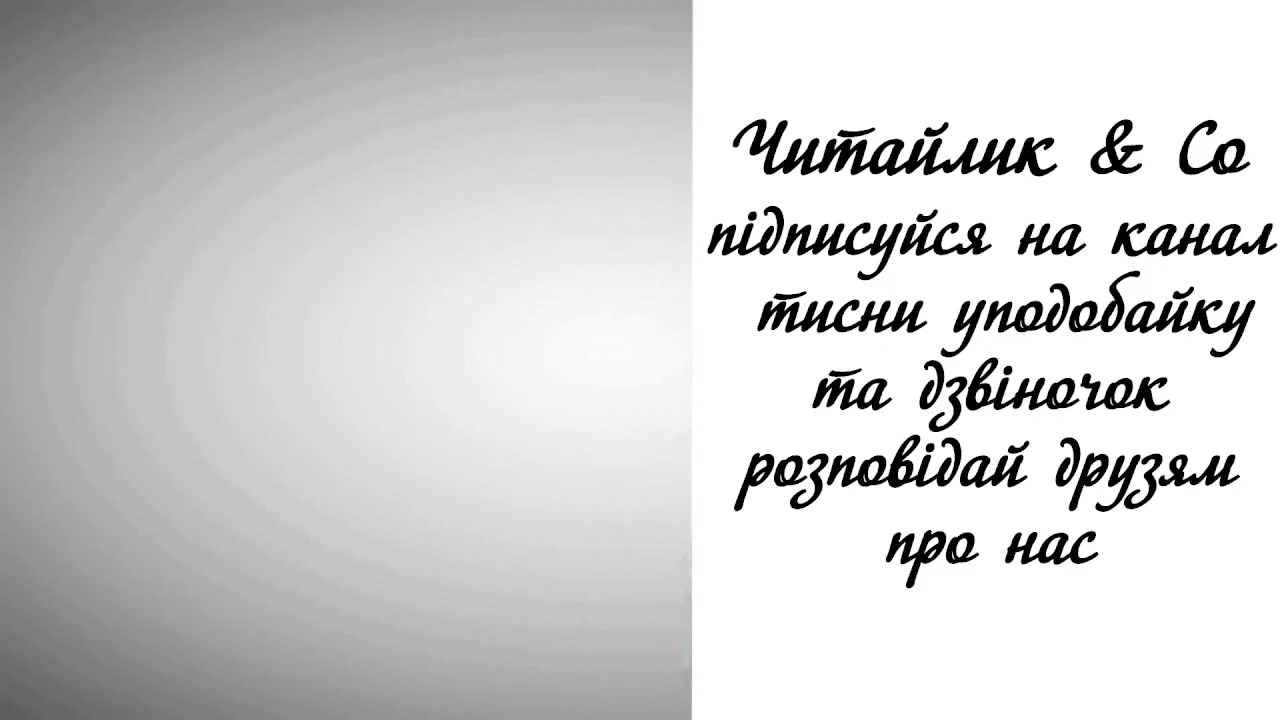 Читайлик & Co
підписуйся на канал
тисни уподобайку
та дзвіночок
розповідай друзям
про нас